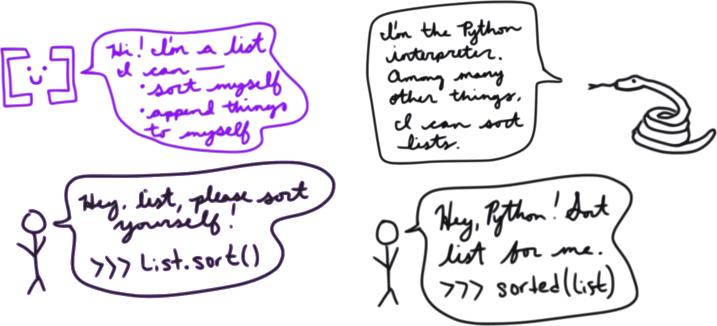 Hi! I'm a list
I can —
• sort myself
• append things
to myself
I'm the Python
interpreter.
Among many
other things,
I can sort
lists.
Hey, list, please sort
yourself!
>>> list.sort()
Hey, Python! Sort
list for me.
>>> sorted(list)